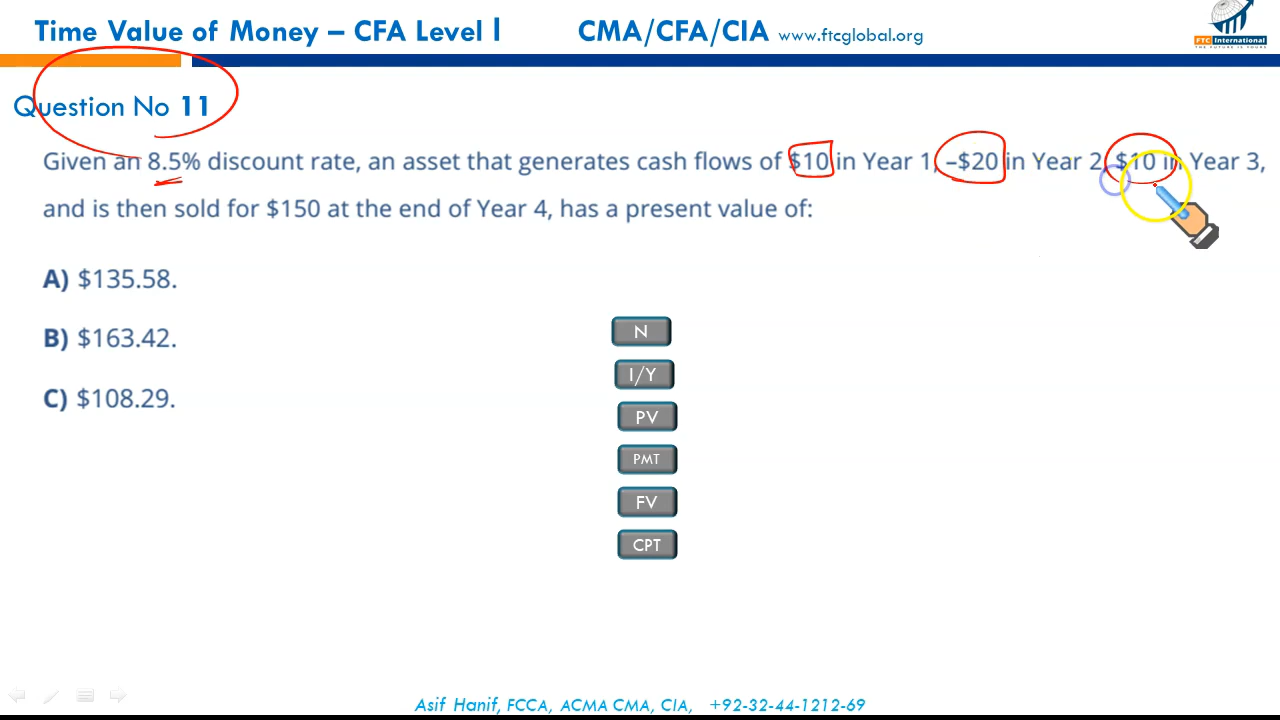 Time Value of Money – CFA Level I CMA/CFA/CIA www.ftcglobal.org
FTC International
THE FUTURE IS YOURS
Question No 11
Given an 8.5% discount rate, an asset that generates cash flows of $10 in Year 1, –$20 in Year 2, $10 in Year 3,
and is then sold for $150 at the end of Year 4, has a present value of:
A) $135.58.
B) $163.42.
C) $108.29.
N
I/Y
PV
PMT
FV
CPT
Asif Hanif, FCCA, ACMA CMA, CIA, +92-32-44-1212-69